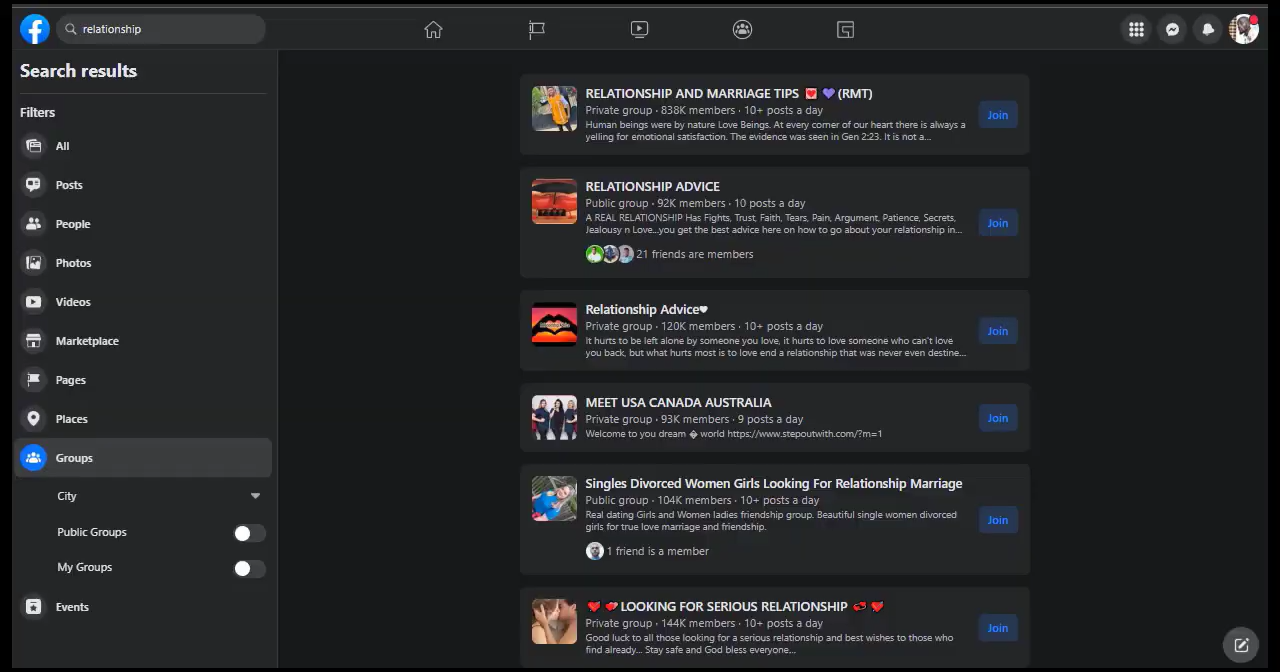 relationship
Search results
Filters
All
Posts
People
Photos
Videos
Marketplace
Pages
Places
Groups
City
Public Groups
My Groups
Events
RELATIONSHIP AND MARRIAGE TIPS 💟 💜 (RMT)
Private group · 838K members · 10+ posts a day
Human beings were by nature Love Beings. At every corner of our heart there is always a
yelling for emotional satisfaction. The evidence was seen in Gen 2:23. It is not a...
Join
RELATIONSHIP ADVICE
Public group · 92K members · 10 posts a day
A REAL RELATIONSHIP Has Fights, Trust, Faith, Tears, Pain, Argument, Patience, Secrets,
Jealousy n Love...you get the best advice here on how to go about your relationship in...
21 friends are members
Join
Relationship Advice♥
Private group · 120K members · 10+ posts a day
It hurts to be left alone by someone you love, it hurts to love someone who can't love
you back, but what hurts most is to love end a relationship that was never even destine...
Join
MEET USA CANADA AUSTRALIA
Private group · 93K members · 9 posts a day
Welcome to you dream � world https://www.stepoutwith.com/?m=1
Join
Singles Divorced Women Girls Looking For Relationship Marriage
Public group · 104K members · 10+ posts a day
Real dating Girls and Women ladies friendship group. Beautiful single women divorced
girls for true love marriage and friendship.
1 friend is a member
Join
❤️ 💕 LOOKING FOR SERIOUS RELATIONSHIP 💋 ❤️
Private group · 144K members · 10+ posts a day
Good luck to all those looking for a serious relationship and best wishes to those who
find already... Stay safe and God bless everyone...
Join